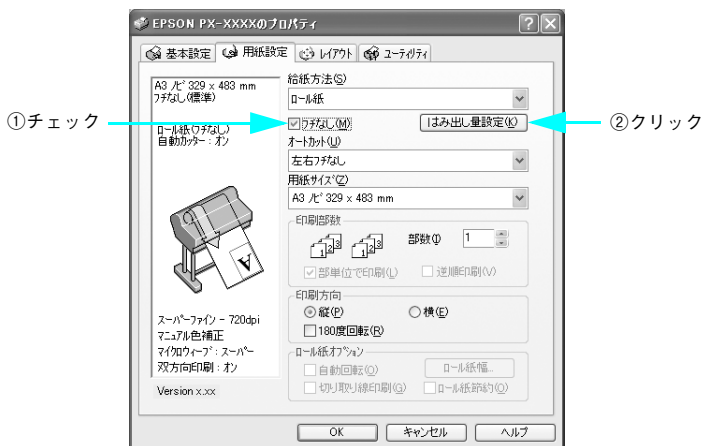 EPSON PX-XXXXのプロパティ
基本設定 用紙設定 レイアウト ユーティリティ
A3 ノビ 329 x 483 mm
フチなし(標準)
ロール紙(フチなし)
自動カッター : オン
A
スーパーファイン - 720dpi
マニュアル色補正
マイクロウィーブ : スーパー
双方向印刷 : オン
Version x.xx
給紙方法(S)
ロール紙
①チェック
フチなし(M) はみ出し量設定(K)
②クリック
オートカット(U)
左右フチなし
用紙サイズ(Z)
A3 ノビ 329 x 483 mm
印刷部数
1 2 3 1 2 3
部数(I) 1
部単位で印刷(L) 逆順印刷(V)
印刷方向
縦(P) 横(E)
180度回転(R)
ロール紙オプション
自動回転(O) ロール紙幅...
切り取り線印刷(G) ロール紙節約(O)
OK キャンセル ヘルプ